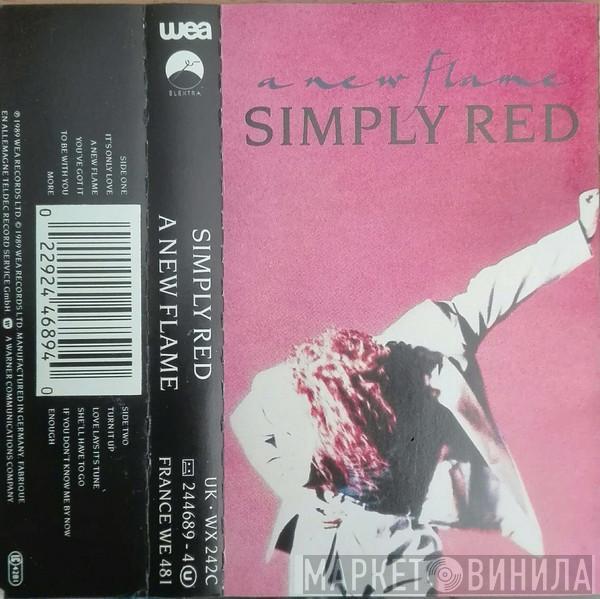 a new flame
SIMPLY RED
wea
ELEKTRA
SIMPLY RED
A NEW FLAME
UK · WX 242C
244689 - 4 U
FRANCE WE 481
SIDE ONE
IT'S ONLY LOVE
A NEW FLAME
YOU'VE GOT IT
TO BE WITH YOU
MORE
0 22924 46894 0
SIDE TWO
TURN IT UP
LOVE LAYS ITS TUNE
SHE'LL HAVE TO GO
IF YOU DON'T KNOW ME BY NOW
ENOUGH
℗ 1989 WEA RECORDS LTD. © 1989 WEA RECORDS LTD. MANUFACTURED IN GERMANY. FABRIQUE
EN ALLEMAGNE TELDEC RECORD SERVICE GmbH W A WARNER COMMUNICATIONS COMPANY
МАРКЕТ ВИНИЛА